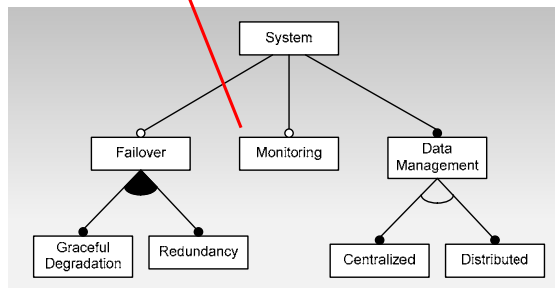 System
Failover
Monitoring
Data
Management
Graceful
Degradation
Redundancy
Centralized
Distributed